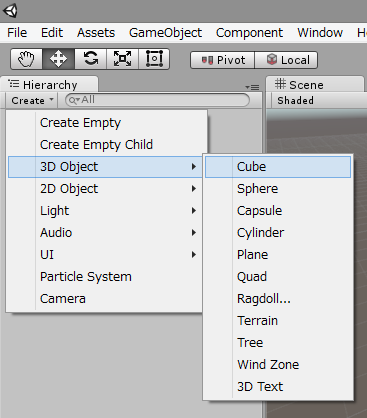 File Edit Assets GameObject Component Window
Pivot Local
Hierarchy Scene
Create All Shaded
Create Empty
Create Empty Child
3D Object
2D Object
Light
Audio
UI
Particle System
Camera
Cube
Sphere
Capsule
Cylinder
Plane
Quad
Ragdoll...
Terrain
Tree
Wind Zone
3D Text